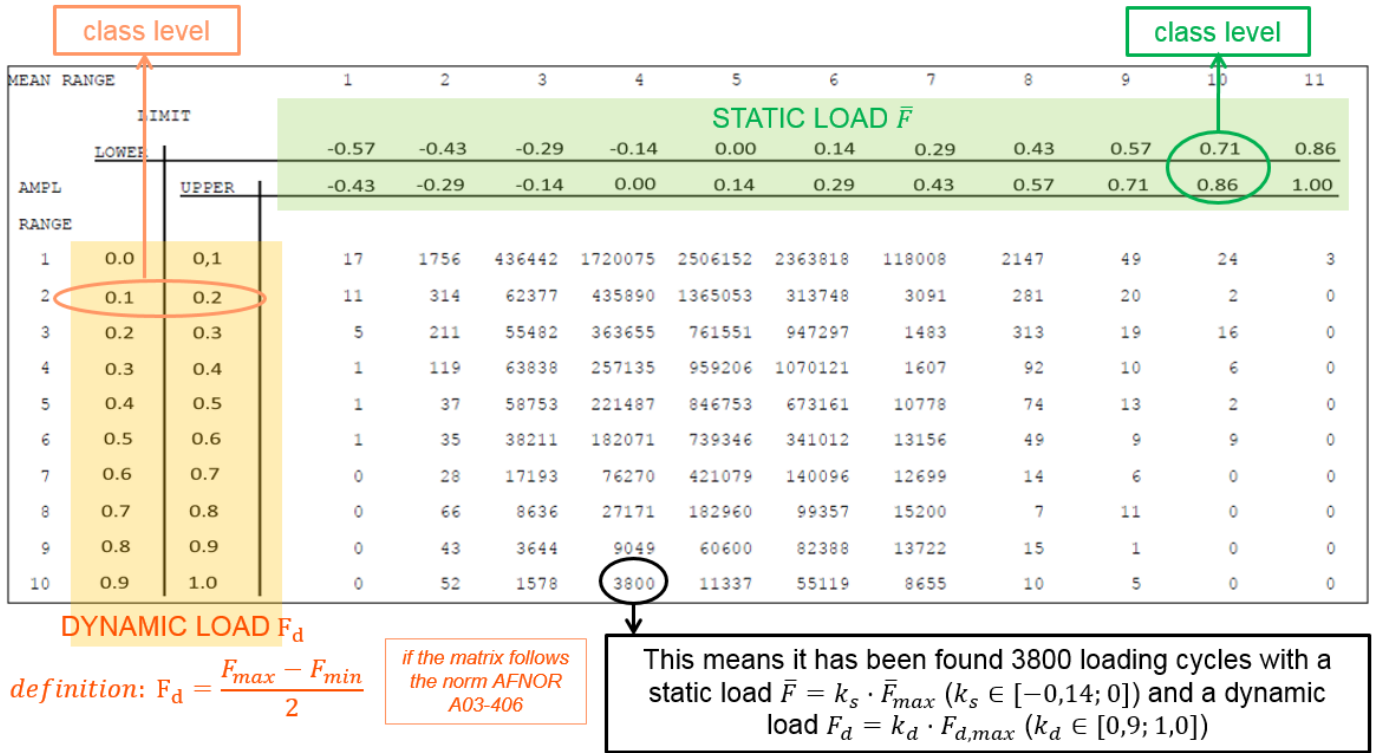 class level
class level
MEAN RANGE 1 2 3 4 5 6 7 8 9 10 11
LIMIT STATIC LOAD F̄
LOWER -0.57 -0.43 -0.29 -0.14 0.00 0.14 0.29 0.43 0.57 0.71 0.86
AMPL UPPER -0.43 -0.29 -0.14 0.00 0.14 0.29 0.43 0.57 0.71 0.86 1.00
RANGE
1 0.0 0,1 17 1756 436442 1720075 2506152 2363818 118008 2147 49 24 3
2 0.1 0.2 11 314 62377 435890 1365053 313748 3091 281 20 2 0
3 0.2 0.3 5 211 55482 363655 761551 947297 1483 313 19 16 0
4 0.3 0.4 1 119 63838 257135 959206 1070121 1607 92 10 6 0
5 0.4 0.5 1 37 58753 221487 846753 673161 10778 74 13 2 0
6 0.5 0.6 1 35 38211 182071 739346 341012 13156 49 9 9 0
7 0.6 0.7 0 28 17193 76270 421079 140096 12699 14 6 0 0
8 0.7 0.8 0 66 8636 27171 182960 99357 15200 7 11 0 0
9 0.8 0.9 0 43 3644 9049 60600 82388 13722 15 1 0 0
10 0.9 1.0 0 52 1578 3800 11337 55119 8655 10 5 0 0
DYNAMIC LOAD F_d
definition: F_d = (F_max − F_min) / 2
if the matrix follows
the norm AFNOR
A03-406
This means it has been found 3800 loading cycles with a
static load F̄ = k_s · F̄_max (k_s ∈ [−0,14; 0]) and a dynamic
load F_d = k_d · F_d,max (k_d ∈ [0,9; 1,0])